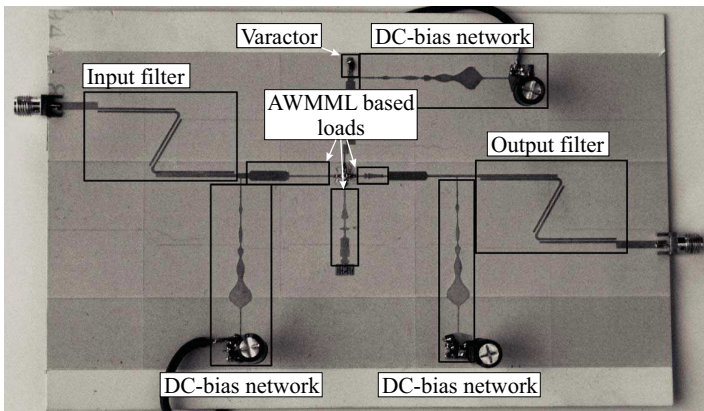 Varactor
DC-bias network
Input filter
AWMML based
loads
Output filter
DC-bias network
DC-bias network